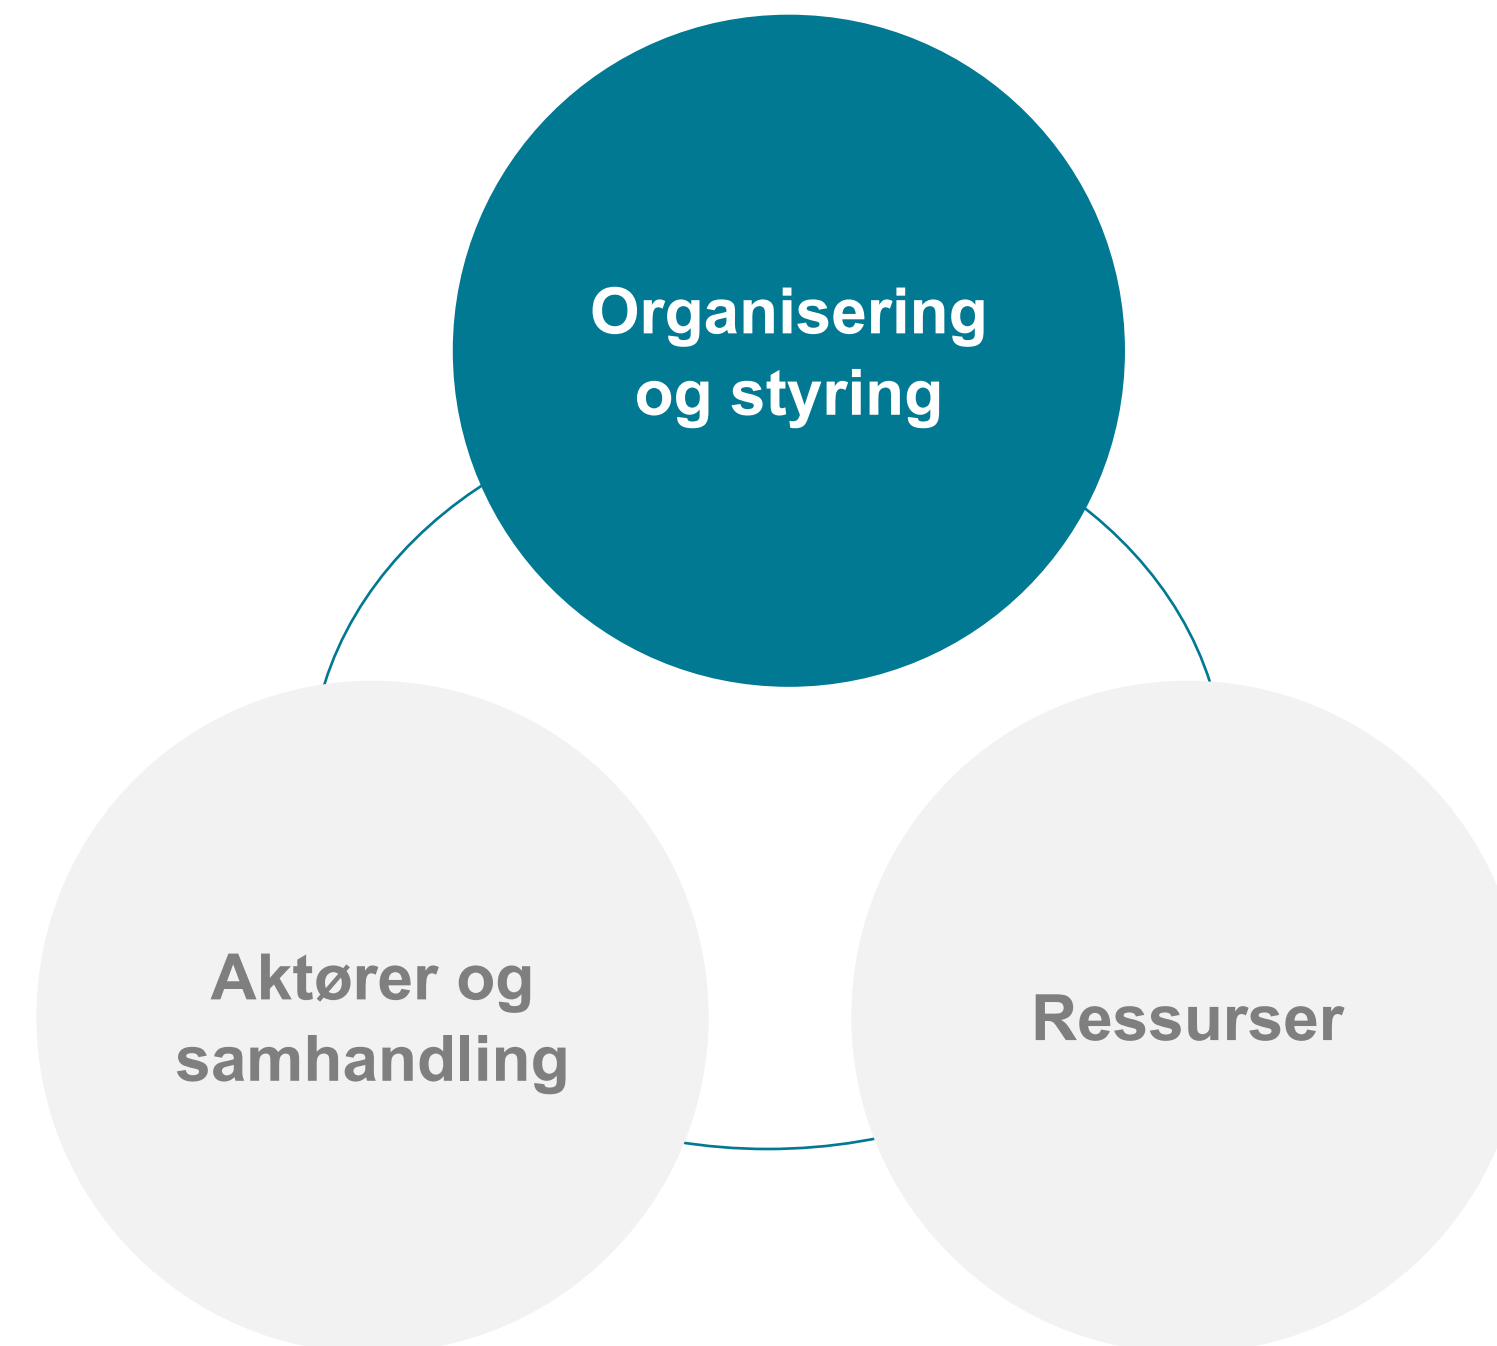 Organisering
og styring
Aktører og
samhandling
Ressurser